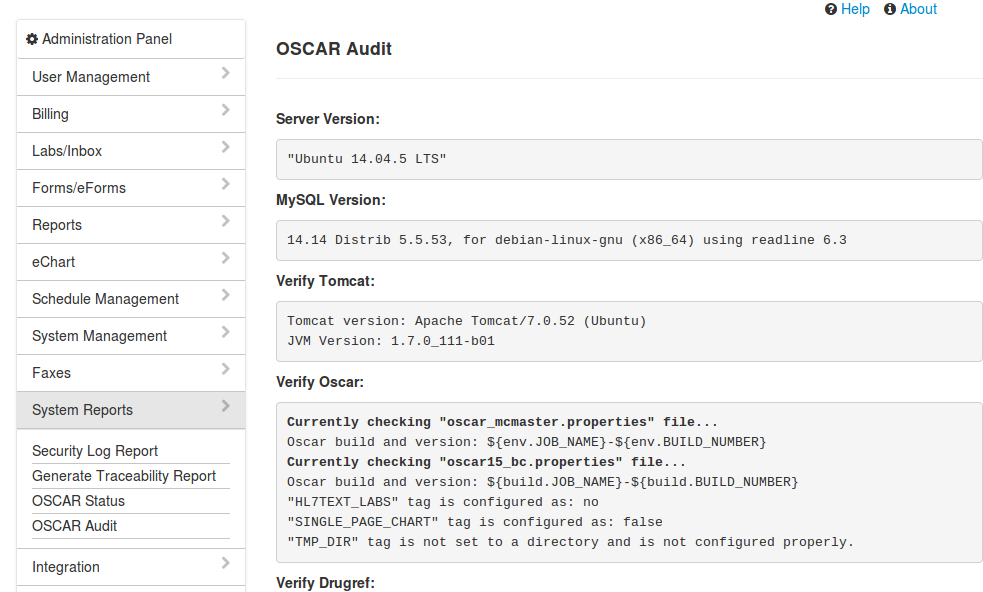 Help About
Administration Panel
User Management
Billing
Labs/Inbox
Forms/eForms
Reports
eChart
Schedule Management
System Management
Faxes
System Reports
Security Log Report
Generate Traceability Report
OSCAR Status
OSCAR Audit
Integration
OSCAR Audit
Server Version:
"Ubuntu 14.04.5 LTS"
MySQL Version:
14.14 Distrib 5.5.53, for debian-linux-gnu (x86_64) using readline 6.3
Verify Tomcat:
Tomcat version: Apache Tomcat/7.0.52 (Ubuntu)
JVM Version: 1.7.0_111-b01
Verify Oscar:
Currently checking "oscar_mcmaster.properties" file...
Oscar build and version: ${env.JOB_NAME}-${env.BUILD_NUMBER}
Currently checking "oscar15_bc.properties" file...
Oscar build and version: ${build.JOB_NAME}-${build.BUILD_NUMBER}
"HL7TEXT_LABS" tag is configured as: no
"SINGLE_PAGE_CHART" tag is configured as: false
"TMP_DIR" tag is not set to a directory and is not configured properly.
Verify Drugref: